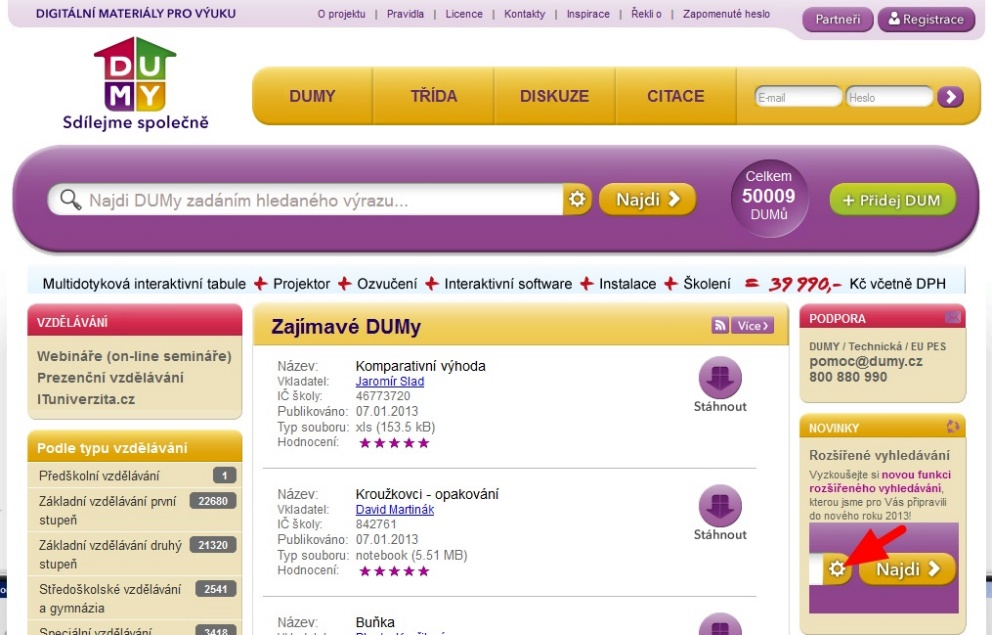 DIGITÁLNÍ MATERIÁLY PRO VÝUKU
O projektu | Pravidla | Licence | Kontakty | Inspirace | Řekli o | Zapomenuté heslo
Partneři
Registrace
DU
MY
Sdílejme společně
DUMY
TŘÍDA
DISKUZE
CITACE
E-mail
Heslo
Najdi DUMy zadáním hledaného výrazu...
Najdi
Celkem
50009
DUMů
+ Přidej DUM
Multidotyková interaktivní tabule + Projektor + Ozvučení + Interaktivní software + Instalace + Školení = 39 990,- Kč včetně DPH
VZDĚLÁVÁNÍ
Webináře (on-line semináře)
Prezenční vzdělávání
ITuniverzita.cz
Podle typu vzdělávání
Předškolní vzdělávání 1
Základní vzdělávání první 22680
stupeň
Základní vzdělávání druhý 21320
stupeň
Středoškolské vzdělávání 2541
a gymnázia
Speciální vzdělávání 3418
Zajímavé DUMy
Více
Název: Komparativní výhoda
Vkladatel: Jaromír Slad
IČ školy: 46773720
Publikováno: 07.01.2013
Typ souboru: xls (153.5 kB)
Hodnocení:
Stáhnout
Název: Kroužkovci - opakování
Vkladatel: David Martinák
IČ školy: 842761
Publikováno: 07.01.2013
Typ souboru: notebook (5.51 MB)
Hodnocení:
Stáhnout
Název: Buňka
PODPORA
DUMY / Technická / EU PES
pomoc@dumy.cz
800 880 990
NOVINKY
Rozšířené vyhledávání
Vyzkoušejte si novou funkci
rozšířeného vyhledávání,
kterou jsme pro Vás připravili
do nového roku 2013!
Najdi